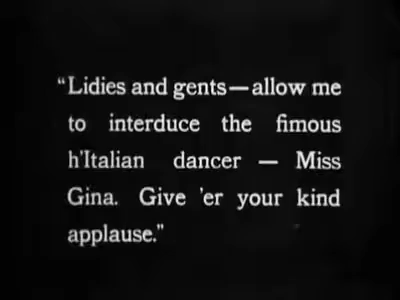 “Lidies and gents—allow me
to interduce the fimous
h'Italian dancer — Miss
Gina. Give 'er your kind
applause.”